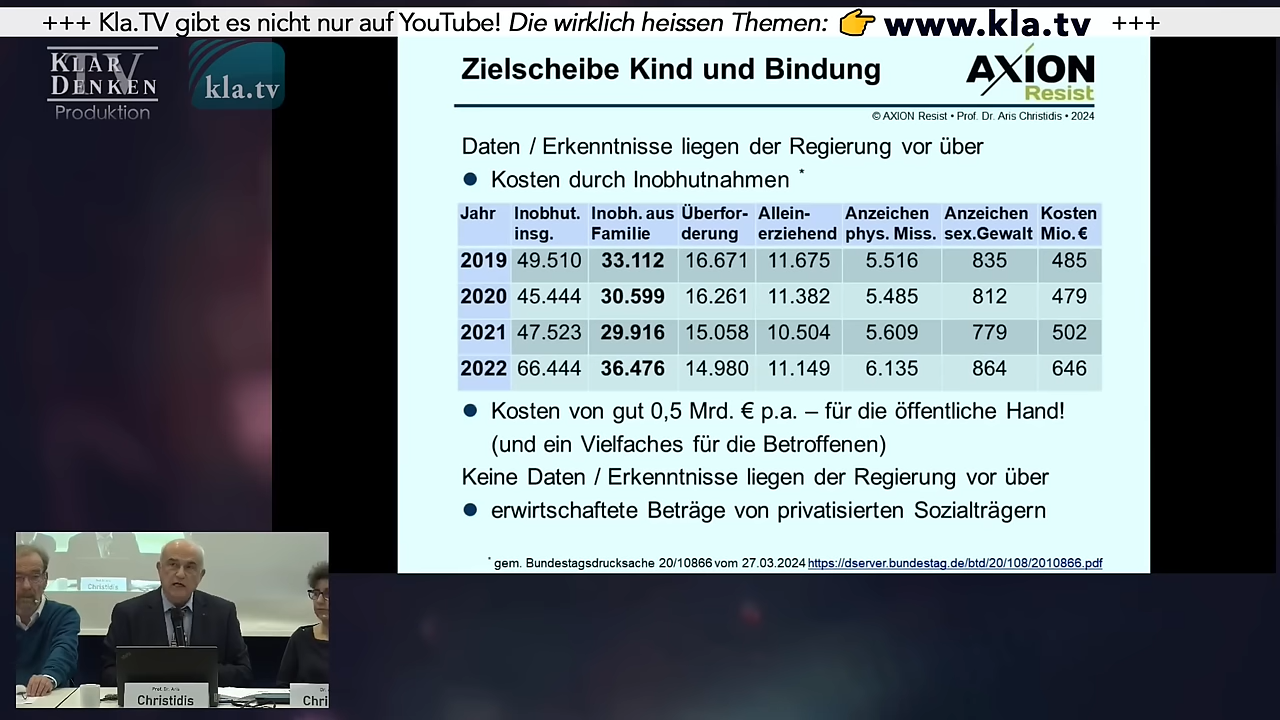 +++ Kla.TV gibt es nicht nur auf YouTube! Die wirklich heissen Themen: 👉 www.kla.tv +++
KLAR TV
DENKEN
Produktion
kla.tv
Zielscheibe Kind und Bindung
AXION
Resist
© AXION Resist • Prof. Dr. Aris Christidis • 2024
Daten / Erkenntnisse liegen der Regierung vor über
● Kosten durch Inobhutnahmen *
Jahr Inobhut. insg. Inobh. aus Familie Überfor-derung Allein-erziehend Anzeichen phys. Miss. Anzeichen sex.Gewalt Kosten Mio. €
2019 49.510 33.112 16.671 11.675 5.516 835 485
2020 45.444 30.599 16.261 11.382 5.485 812 479
2021 47.523 29.916 15.058 10.504 5.609 779 502
2022 66.444 36.476 14.980 11.149 6.135 864 646
● Kosten von gut 0,5 Mrd. € p.a. – für die öffentliche Hand!
(und ein Vielfaches für die Betroffenen)
Keine Daten / Erkenntnisse liegen der Regierung vor über
● erwirtschaftete Beträge von privatisierten Sozialträgern
* gem. Bundestagsdrucksache 20/10866 vom 27.03.2024 https://dserver.bundestag.de/btd/20/108/2010866.pdf
Christidis
Prof. Dr. Aris
Christidis
Dr.
Chri